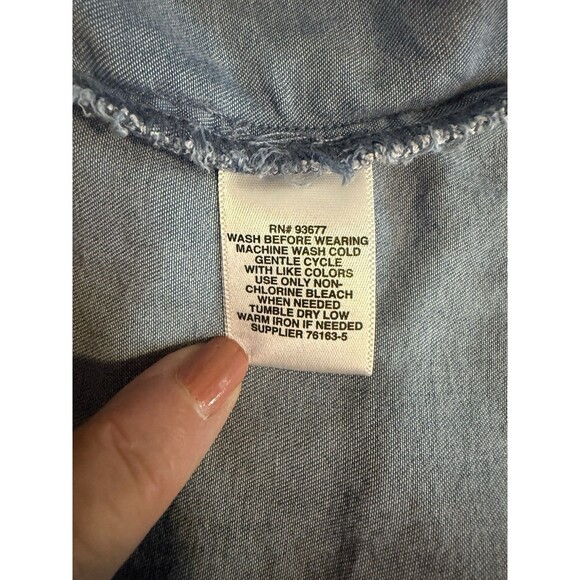 RN# 93677
WASH BEFORE WEARING
MACHINE WASH COLD
GENTLE CYCLE
WITH LIKE COLORS
USE ONLY NON-
CHLORINE BLEACH
WHEN NEEDED
TUMBLE DRY LOW
WARM IRON IF NEEDED
SUPPLIER 76163-5